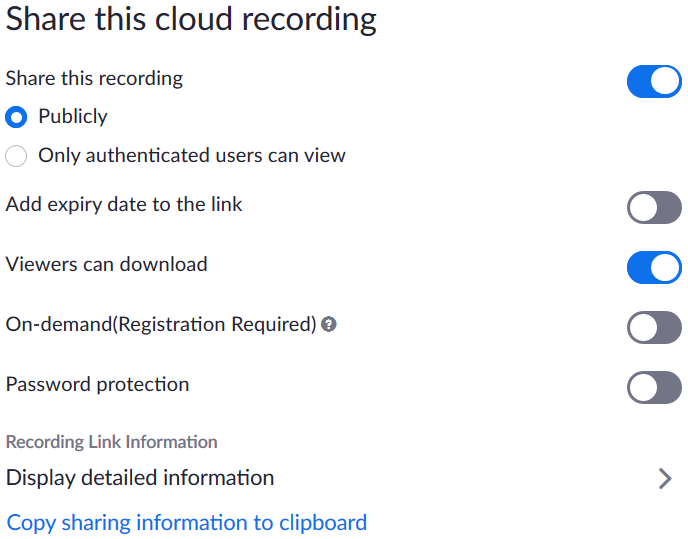 Share this cloud recording
Share this recording
Publicly
Only authenticated users can view
Add expiry date to the link
Viewers can download
On-demand(Registration Required) ?
Password protection
Recording Link Information
Display detailed information
Copy sharing information to clipboard